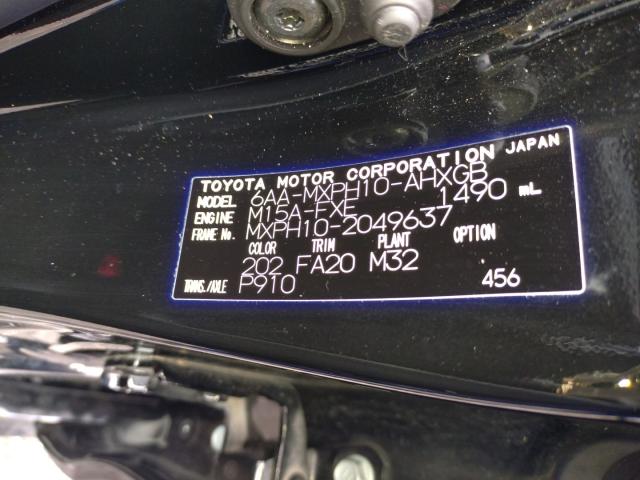 TOYOTA MOTOR CORPORATION JAPAN
MODEL 6AA-MXPH10-AHXGB
ENGINE M15A-FXE 1490 mL
FRAME No. MXPH10-2049637
COLOR TRIM PLANT OPTION
202 FA20 M32
TRANS./AXLE P910 456